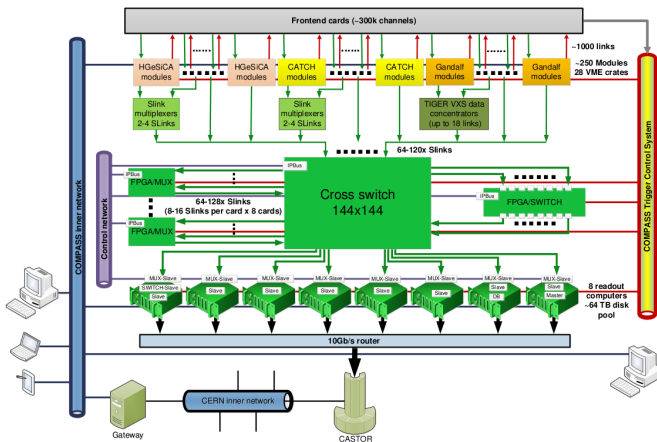 Frontend cards (~300k channels)
~1000 links
HGeSiCA
modules
HGeSiCA
modules
CATCH
modules
CATCH
modules
Gandalf
modules
Gandalf
modules
~250 Modules
28 VME crates
Slink
multiplexers
2-4 SLinks
Slink
multiplexers
2-4 SLinks
TIGER VXS data
concentrators
(up to 18 links)
64-120x Slinks
COMPASS inner network
Control network
COMPASS Trigger Control System
IPBus
IPBus
FPGA/MUX
64-128x Slinks
(8-16 Slinks per card x 8 cards)
IPBus
FPGA/MUX
Cross switch
144x144
IPBus
FPGA/SWITCH
MUX-Slave
MUX-Slave
MUX-Slave
MUX-Slave
MUX-Slave
MUX-Slave
MUX-Slave
MUX-Slave
SWITCH-Slave
Slave
Slave
Slave
Slave
Slave
Slave
Slave
DB
Slave
Master
8 readout
computers
~64 TB disk
pool
10Gb/s router
CERN inner network
Gateway
CASTOR